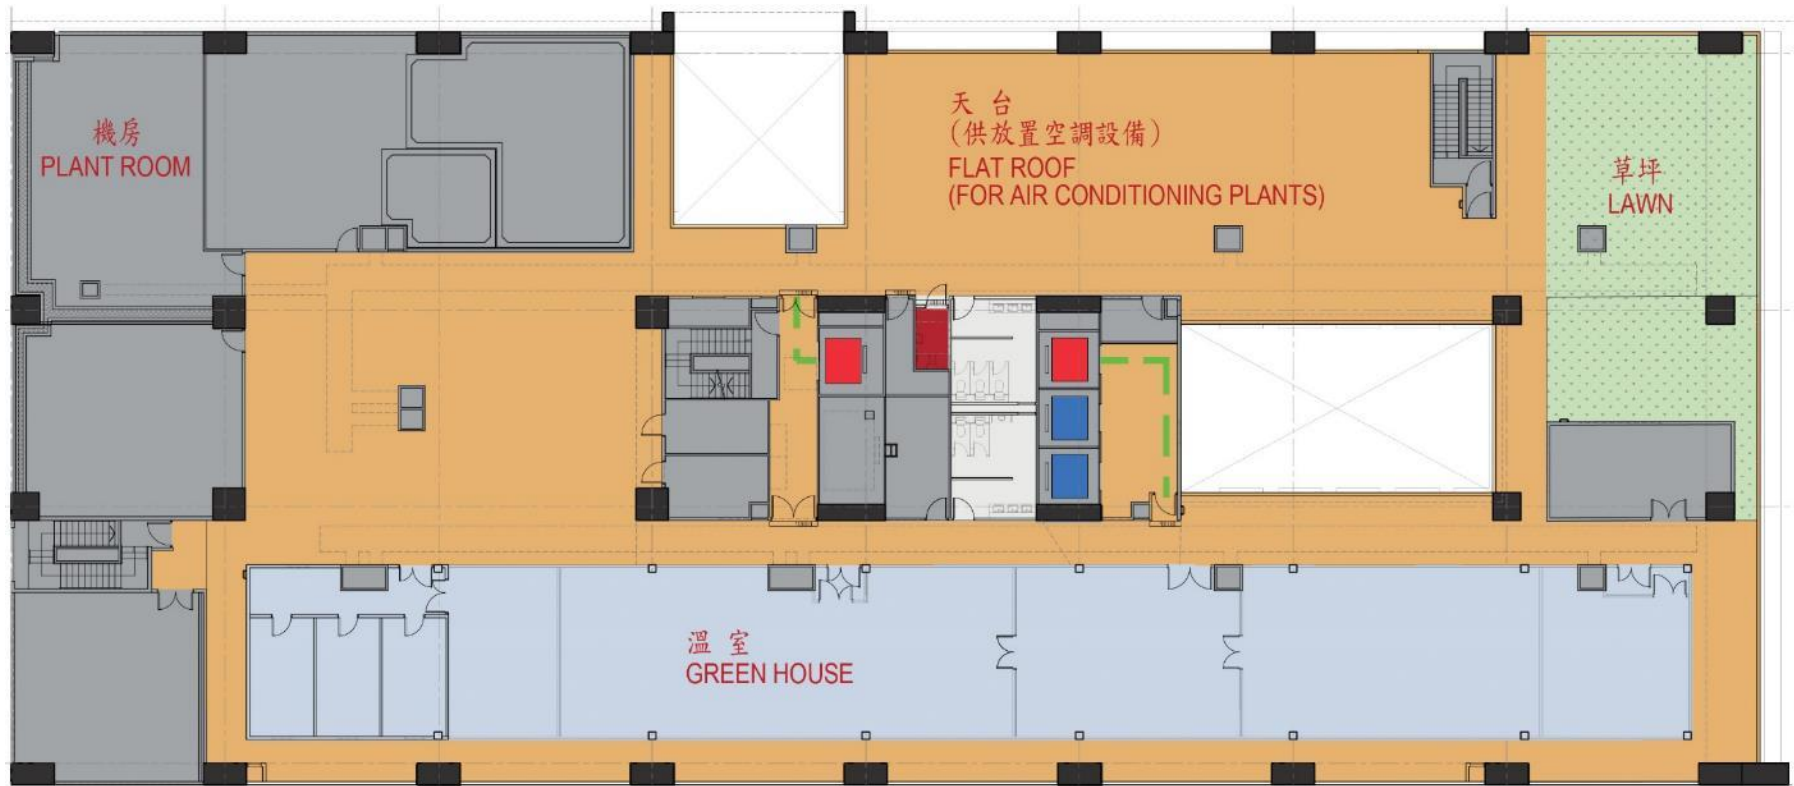 機房
PLANT ROOM
天台
(供放置空調設備)
FLAT ROOF
(FOR AIR CONDITIONING PLANTS)
草坪
LAWN
溫室
GREEN HOUSE